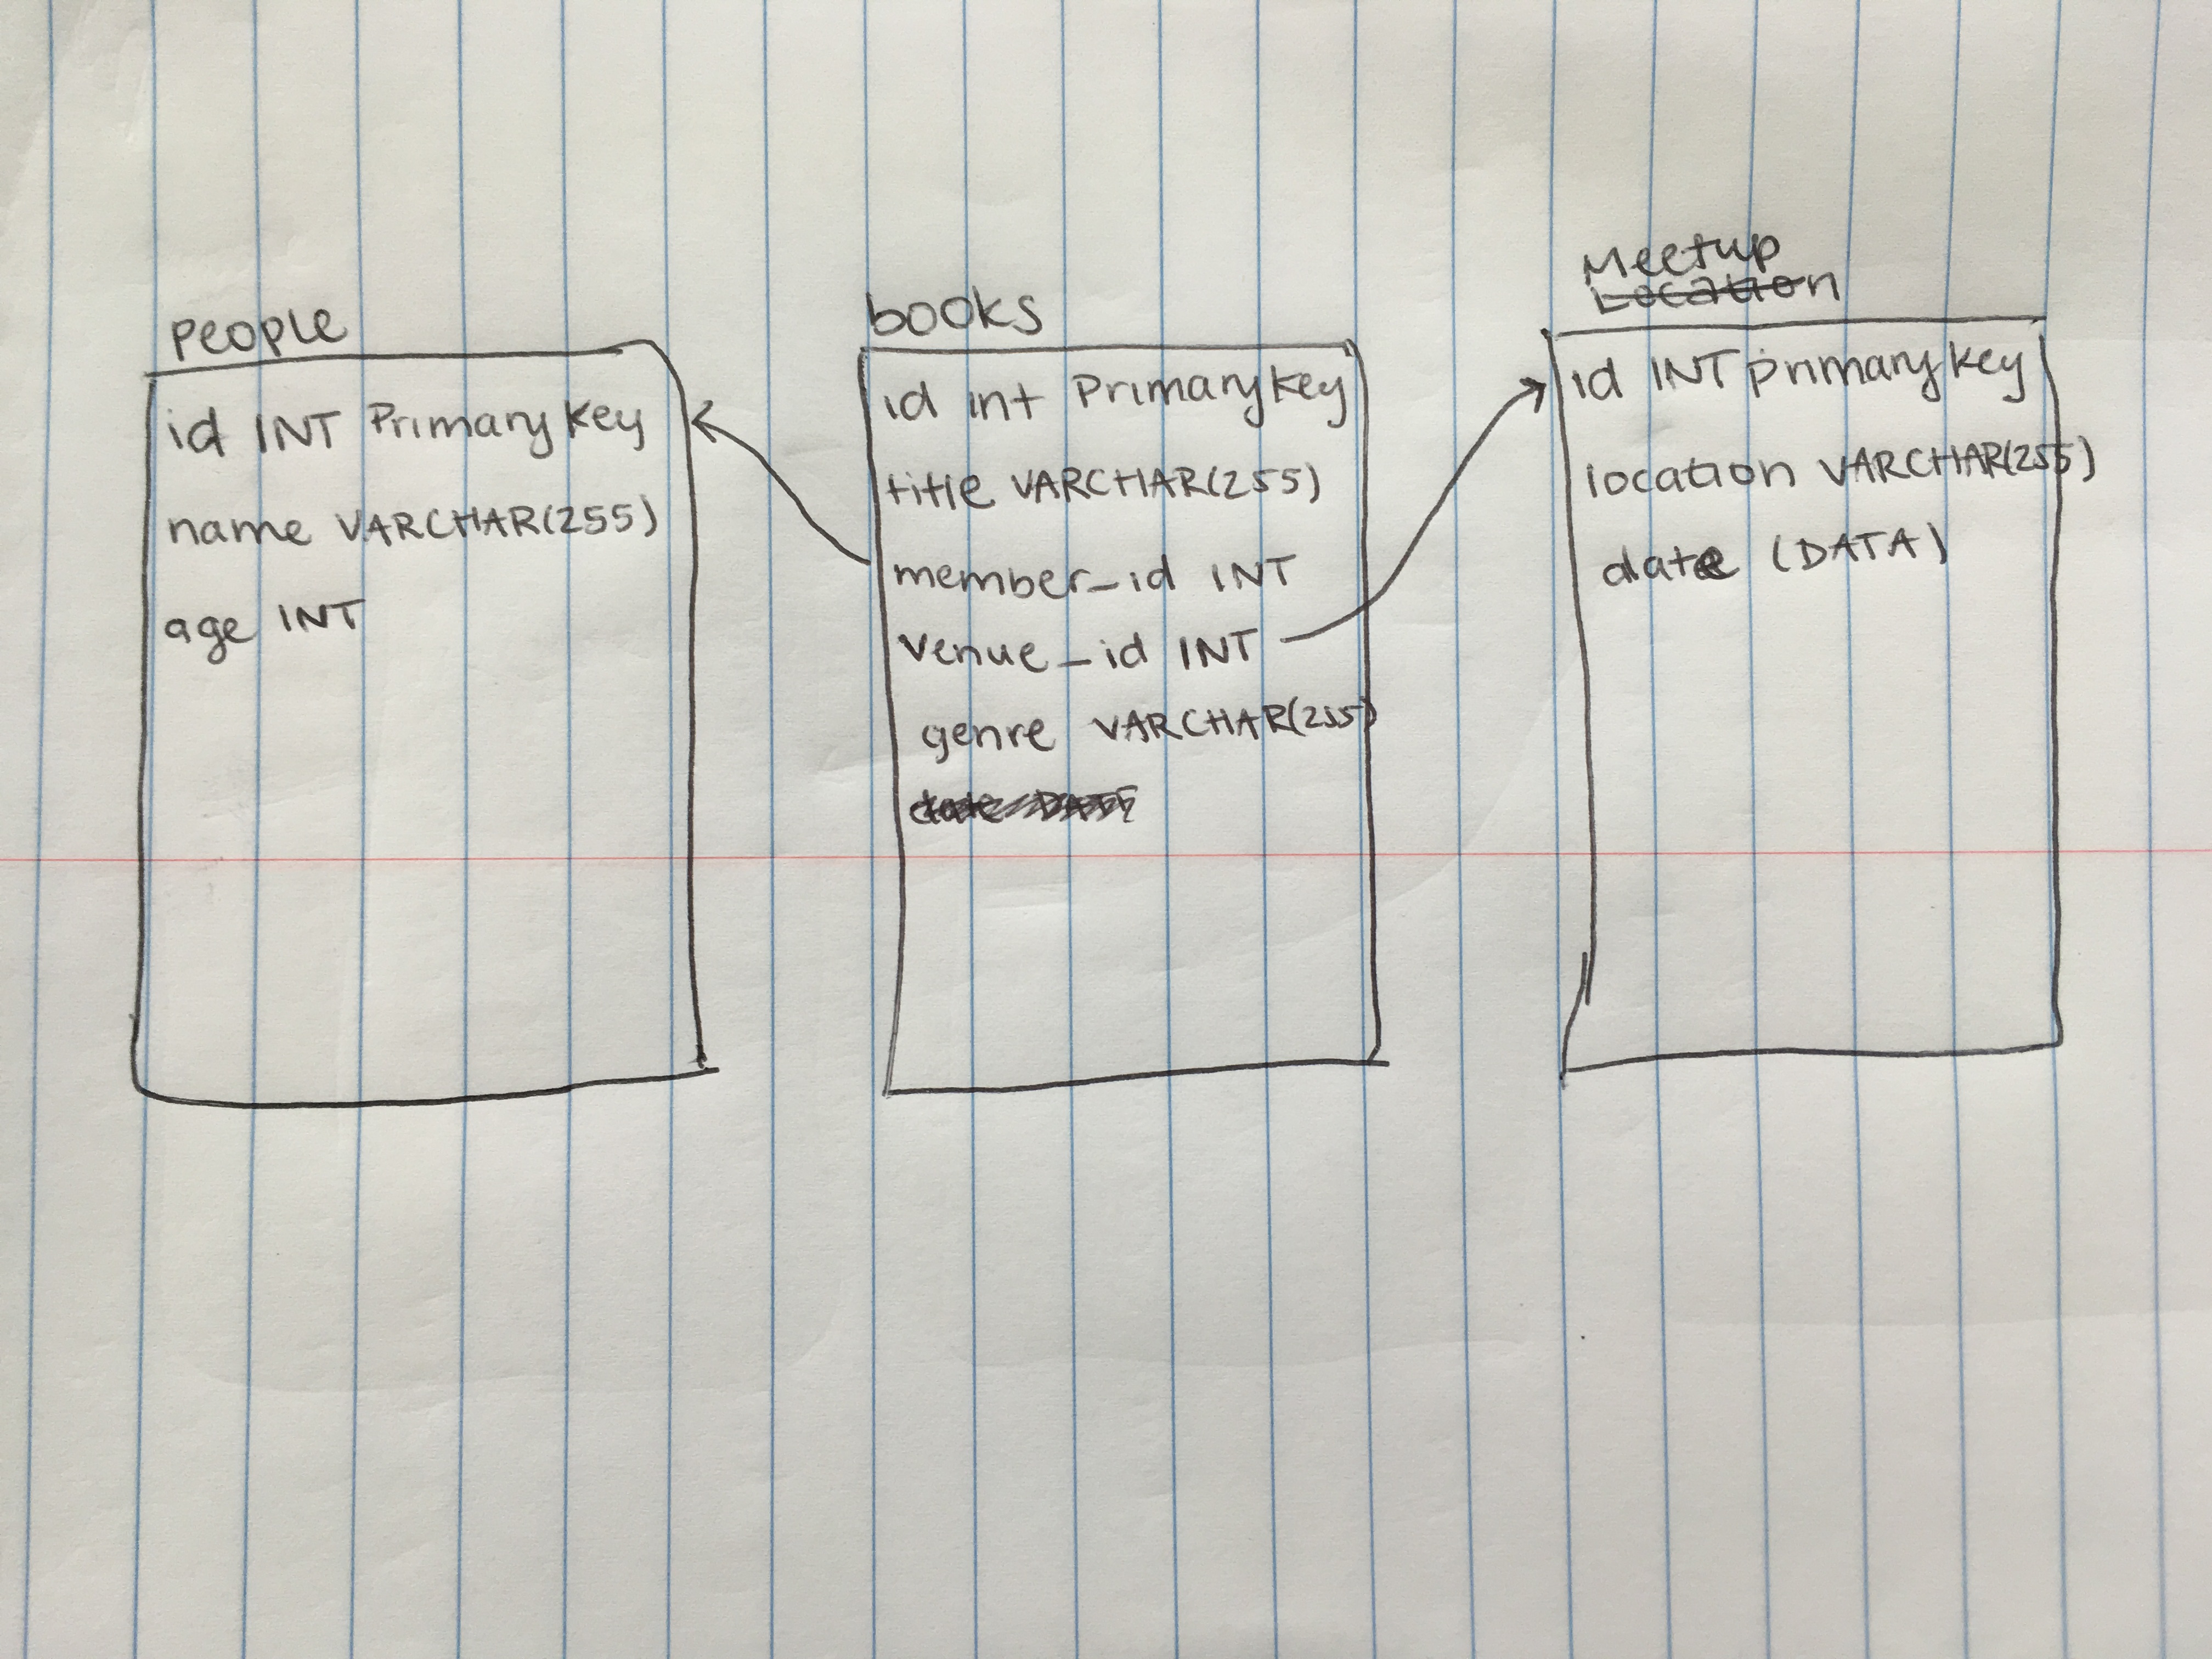 people
id INT Primary Key
name VARCHAR(255)
age INT
books
id int primary key
title VARCHAR(255)
member_id INT
venue_id INT
genre VARCHAR(255)
Meetup
Location
id INT primary key
location VARCHAR(255)
date (DATA)